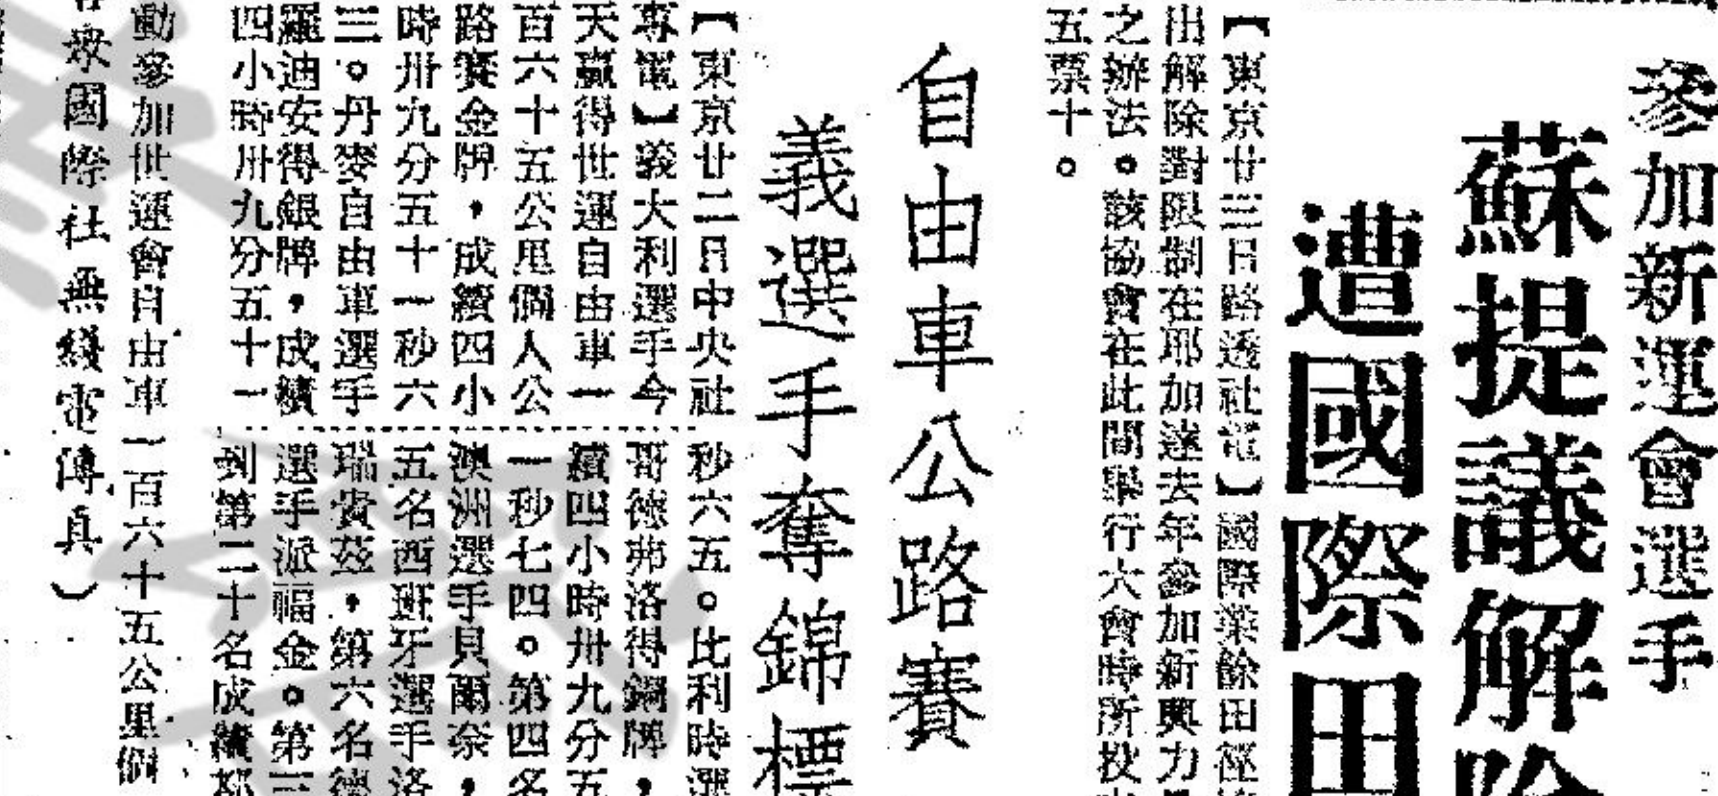 參加新運會選手
蘇提議解除
遭國際田
【東京廿三日路透社電】國際業餘田徑
出解除對限制在耶加達去年參加新興力
之辦法。該協會在此間舉行大會時所投
五票十。
自由車公路賽
義選手奪錦標
【東京廿二日中央社
專電】義大利選手今
天贏得世運自由車一
百六十五公里個人公
路賽金牌，成績四小
時卅九分五十一秒六
三。丹麥自由車選手
羅迪安得銀牌，成績
四小時卅九分五十一
秒六五。比利時選
哥德弗洛得銅牌，
績四小時卅九分五
一秒七四。第四名
澳洲選手貝爾奈，
五名西班牙選手洛
瑞賚茲，第六名德
選手派福金。第三
到第二十名成績都
動參加世運會自由車一百六十五公里個
眾國際社無綫電傳真）